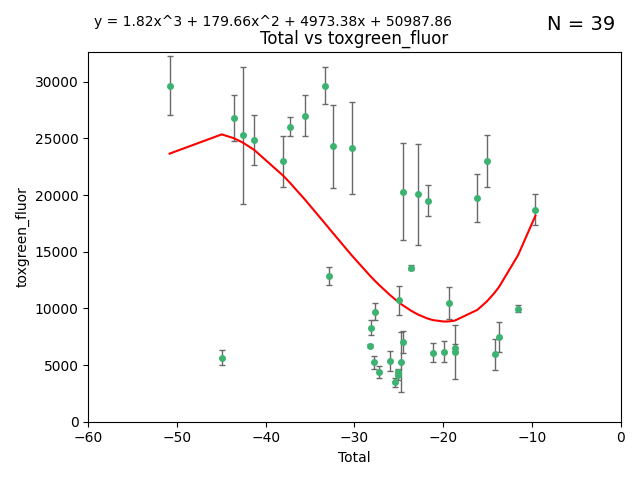 y = 1.82x^3 + 179.66x^2 + 4973.38x + 50987.86
N = 39
Total vs toxgreen_fluor
30000
25000
20000
15000
10000
5000
0
toxgreen_fluor
−60 −50 −40 −30 −20 −10 0
Total